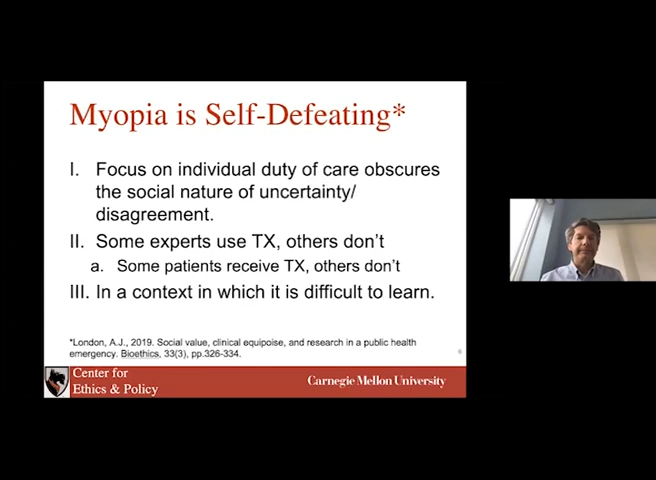 Myopia is Self-Defeating*
I. Focus on individual duty of care obscures
the social nature of uncertainty/
disagreement.
II. Some experts use TX, others don't
a. Some patients receive TX, others don't
III. In a context in which it is difficult to learn.
*London, A.J., 2019. Social value, clinical equipoise, and research in a public health
emergency. Bioethics, 33(3), pp.326-334.
Center for
Ethics & Policy
Carnegie Mellon University